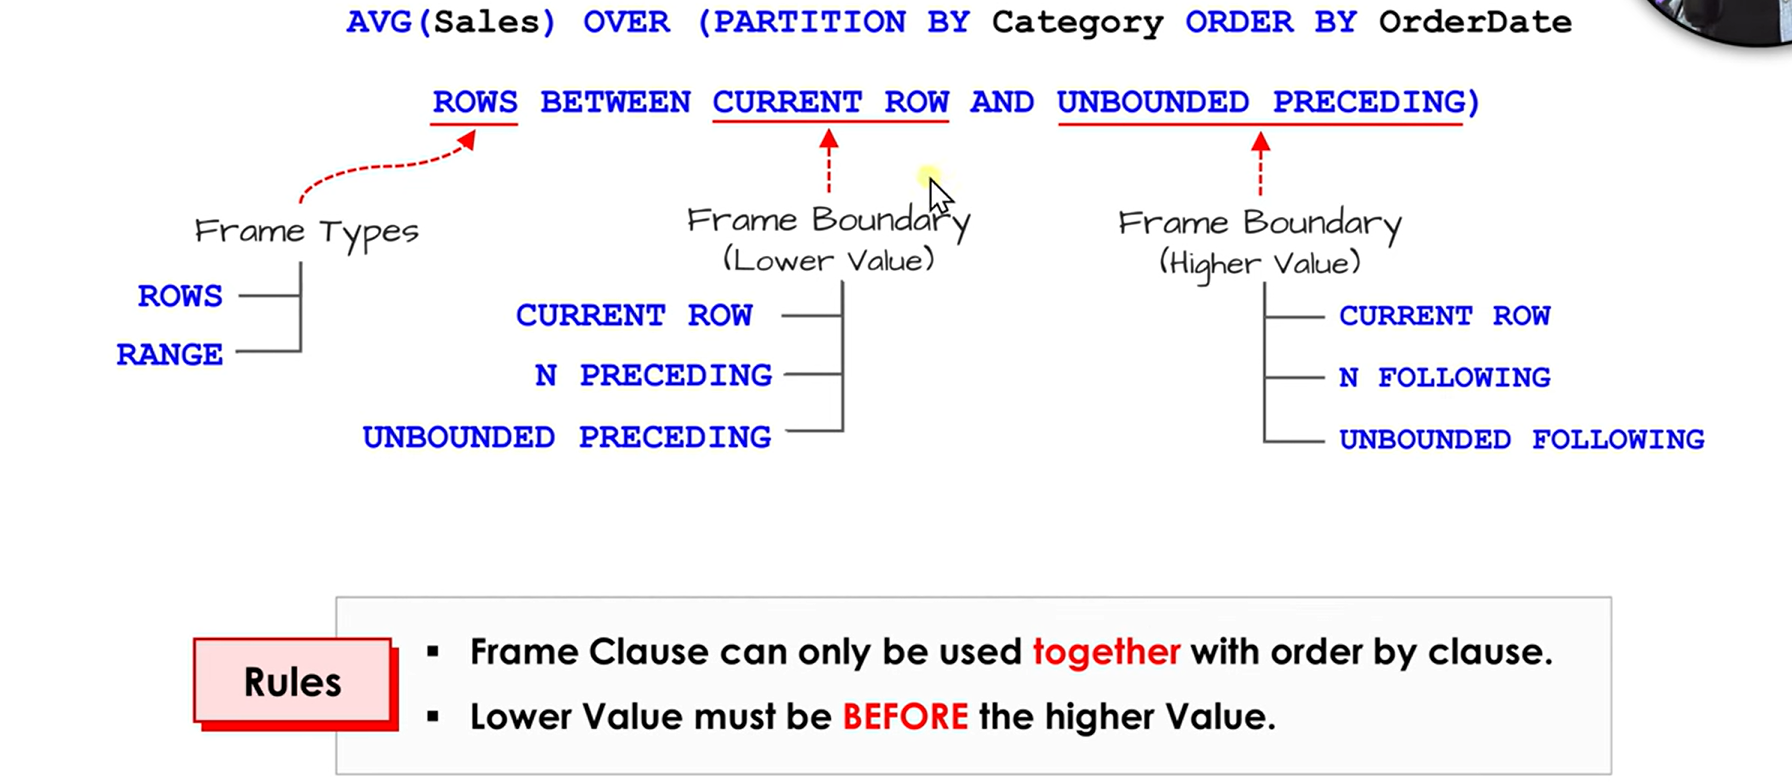 AVG(Sales) OVER (PARTITION BY Category ORDER BY OrderDate
ROWS BETWEEN CURRENT ROW AND UNBOUNDED PRECEDING)
Frame Types
ROWS
RANGE
Frame Boundary
(Lower Value)
CURRENT ROW
N PRECEDING
UNBOUNDED PRECEDING
Frame Boundary
(Higher Value)
CURRENT ROW
N FOLLOWING
UNBOUNDED FOLLOWING
Rules
▪ Frame Clause can only be used together with order by clause.
▪ Lower Value must be BEFORE the higher Value.